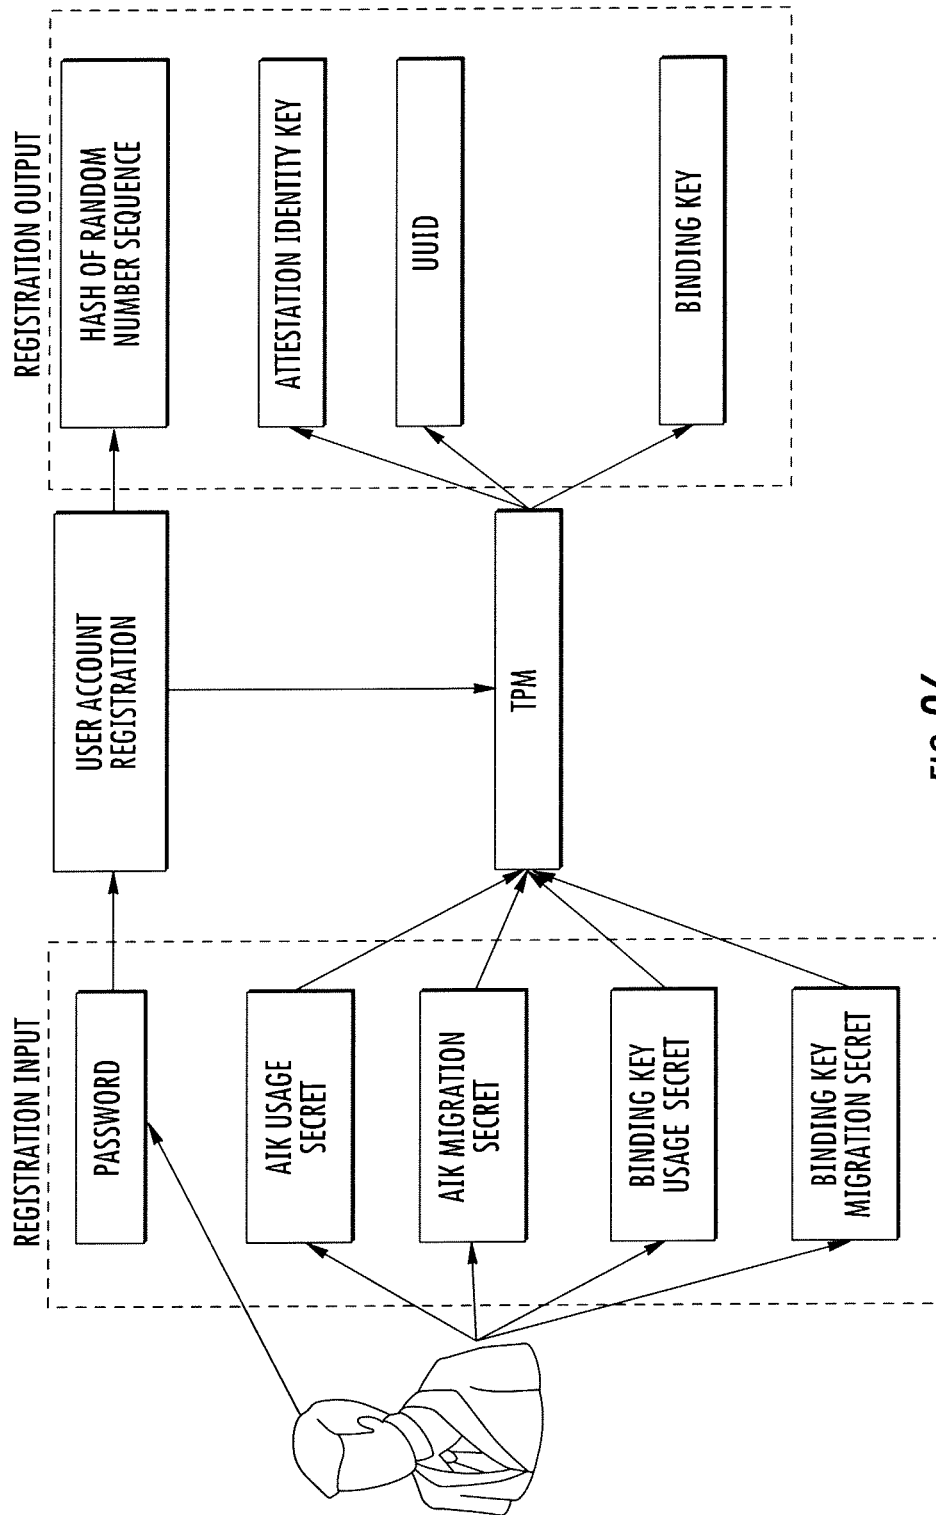 REGISTRATION INPUT
PASSWORD
AIK USAGE
SECRET
AIK MIGRATION
SECRET
BINDING KEY
USAGE SECRET
BINDING KEY
MIGRATION SECRET
USER ACCOUNT
REGISTRATION
TPM
REGISTRATION OUTPUT
HASH OF RANDOM
NUMBER SEQUENCE
ATTESTATION IDENTITY KEY
UUID
BINDING KEY